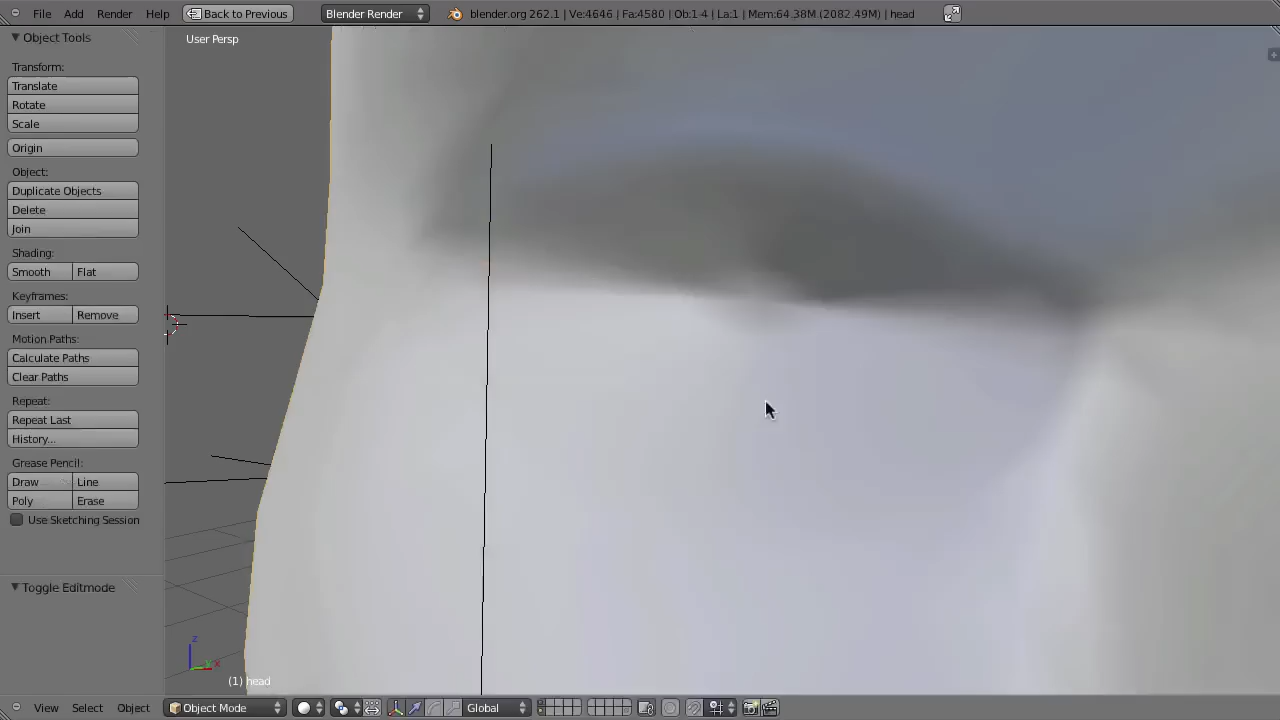 File Add Render Help Back to Previous Blender Render blender.org 262.1 | Ve:4646 | Fa:4580 | Ob:1-4 | La:1 | Mem:64.38M (2082.49M) | head
Object Tools
User Persp
Transform:
Translate
Rotate
Scale
Origin
Object:
Duplicate Objects
Delete
Join
Shading:
Smooth Flat
Keyframes:
Insert Remove
Motion Paths:
Calculate Paths
Clear Paths
Repeat:
Repeat Last
History...
Grease Pencil:
Draw Line
Poly Erase
Use Sketching Session
Toggle Editmode
z
y x
(1) head
View Select Object Object Mode Global